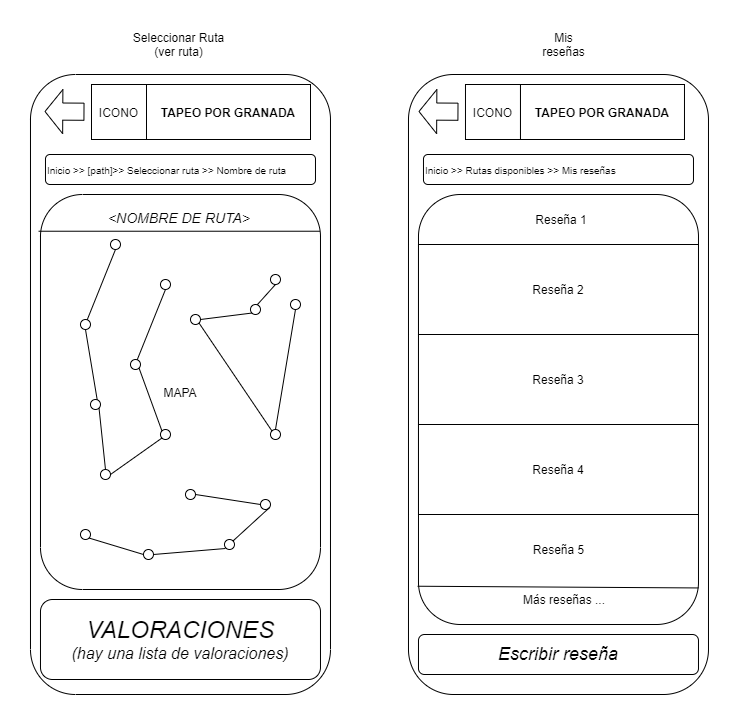 Seleccionar Ruta
(ver ruta)
ICONO
TAPEO POR GRANADA
Inicio >> [path]>> Seleccionar ruta >> Nombre de ruta
<NOMBRE DE RUTA>
MAPA
VALORACIONES
(hay una lista de valoraciones)
Mis
reseñas
ICONO
TAPEO POR GRANADA
Inicio >> Rutas disponibles >> Mis reseñas
Reseña 1
Reseña 2
Reseña 3
Reseña 4
Reseña 5
Más reseñas ...
Escribir reseña